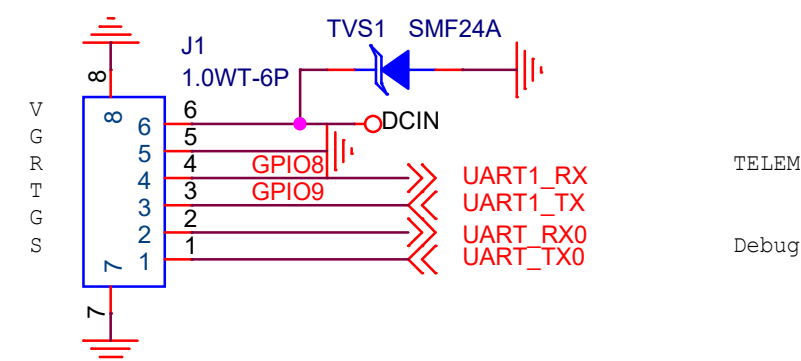 TVS1 SMF24A
J1
1.0WT-6P
8
V
8
6
6
DCIN
G
5
5
R
4
4
GPIO8
UART1_RX
TELEM
T
3
3
GPIO9
UART1_TX
G
2
2
UART_RX0
S
1
1
UART_TX0
Debug
7
7